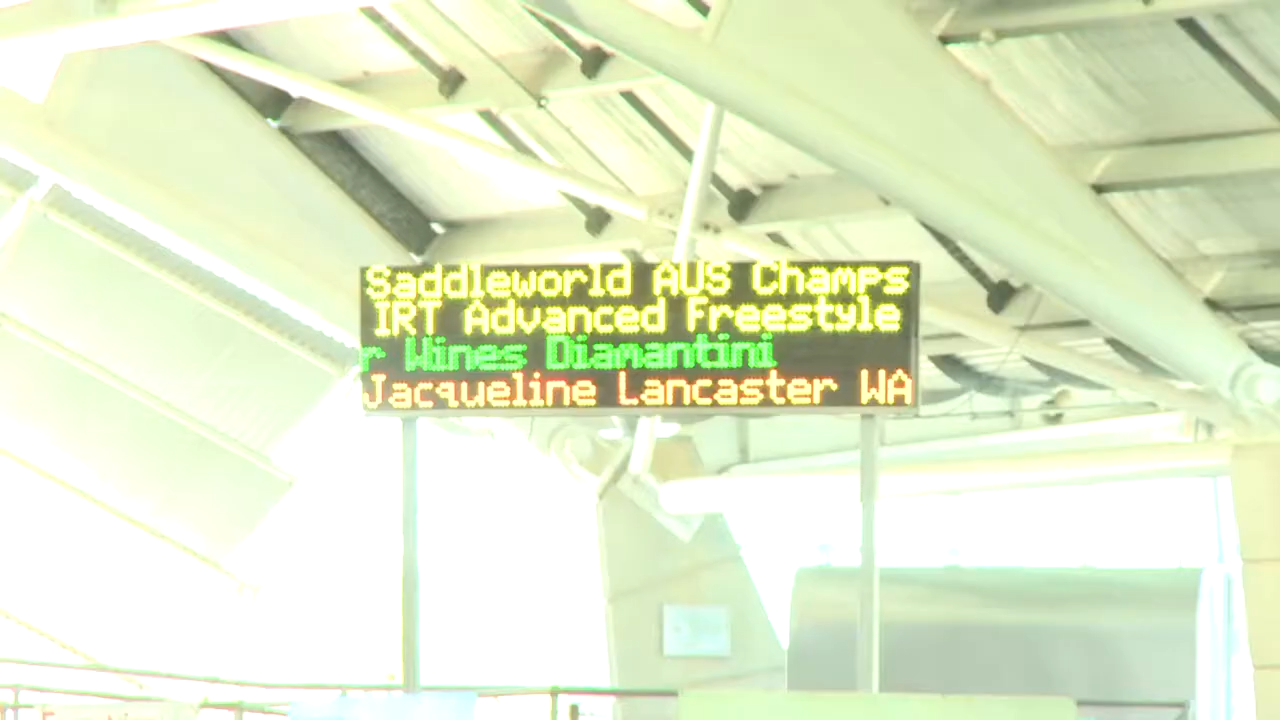 Saddleworld AUS Champs
IRT Advanced Freestyle
r Wines Diamantini
Jacqueline Lancaster WA